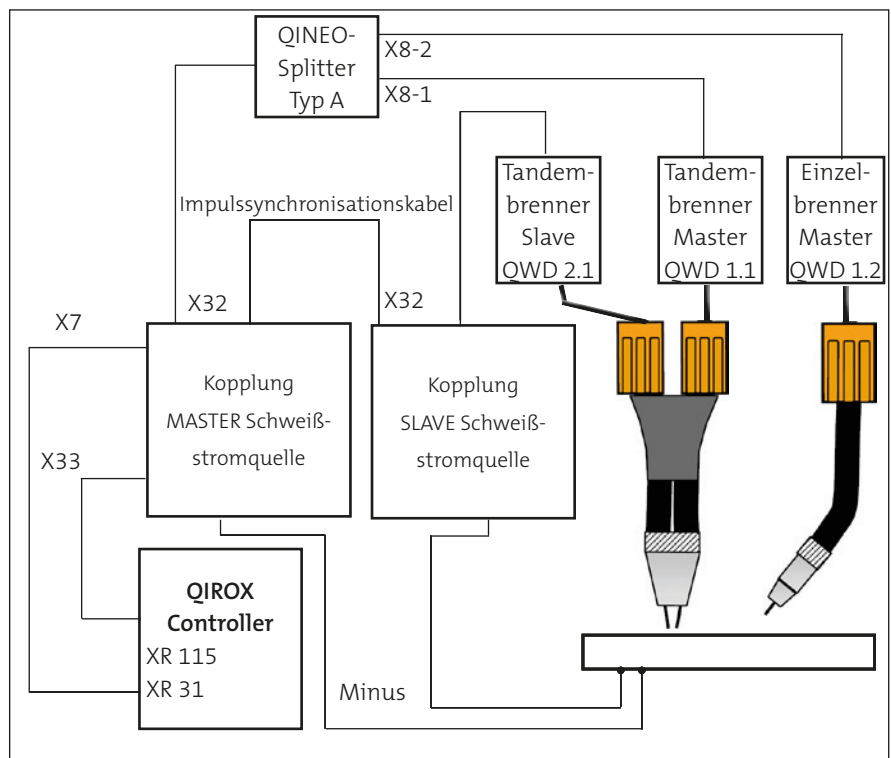 QINEO-
Splitter
Typ A
X8-2
X8-1
Tandem-
brenner
Slave
QWD 2.1
Tandem-
brenner
Master
QWD 1.1
Einzel-
brenner
Master
QWD 1.2
Impulssynchronisationskabel
X7
X32
X32
Kopplung
MASTER Schweiß-
stromquelle
Kopplung
SLAVE Schweiß-
stromquelle
X33
QIROX
Controller
XR 115
XR 31
Minus